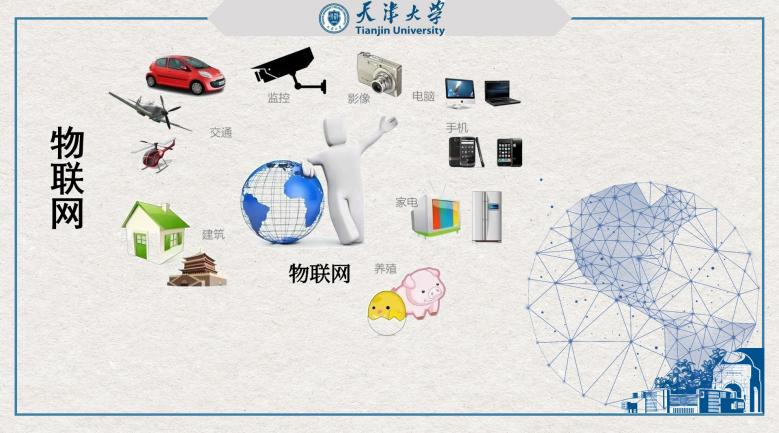 天津大学
Tianjin University
物联网
监控
影像
电脑
交通
手机
家电
建筑
物联网
养殖